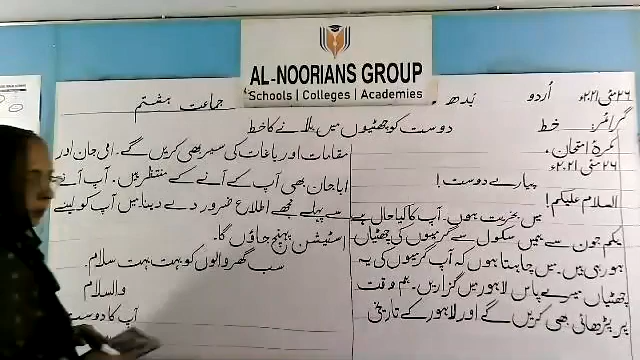 AL-NOORIANS GROUP
Schools | Colleges | Academies
۲۶ مئی ۲۰۲۱ء اُردو بُدھ جماعت ہشتم
گرائمر خط دوست کو چھٹیوں میں بلانے کا خط
کمرۂ امتحان،
۲۶ مئی ۲۰۲۱ء
پیارے دوست!
السلام علیکم!
میں بخیریت ہوں۔ آپ کا کیا حال ہے
یکم جون سے ہمیں سکول سے گرمیوں کی چھٹیاں
ہو رہی ہیں۔ میں چاہتا ہوں کہ آپ گرمیوں کی یہ
چھٹیاں میرے پاس لاہور میں گزاریں۔ ہم وقت
پر پڑھائی بھی کریں گے اور لاہور کے تاریخی
مقامات اور باغات کی سیر بھی کریں گے۔ امی جان اور
ابا جان بھی آپ کے آنے کے منتظر ہیں۔ آپ آنے
سے پہلے مجھے اطلاع ضرور دے دینا میں آپ کو لینے
اسٹیشن پہنچ جاؤں گا۔
سب گھر والوں کو بہت بہت سلام۔
والسلام
آپ کا دوست